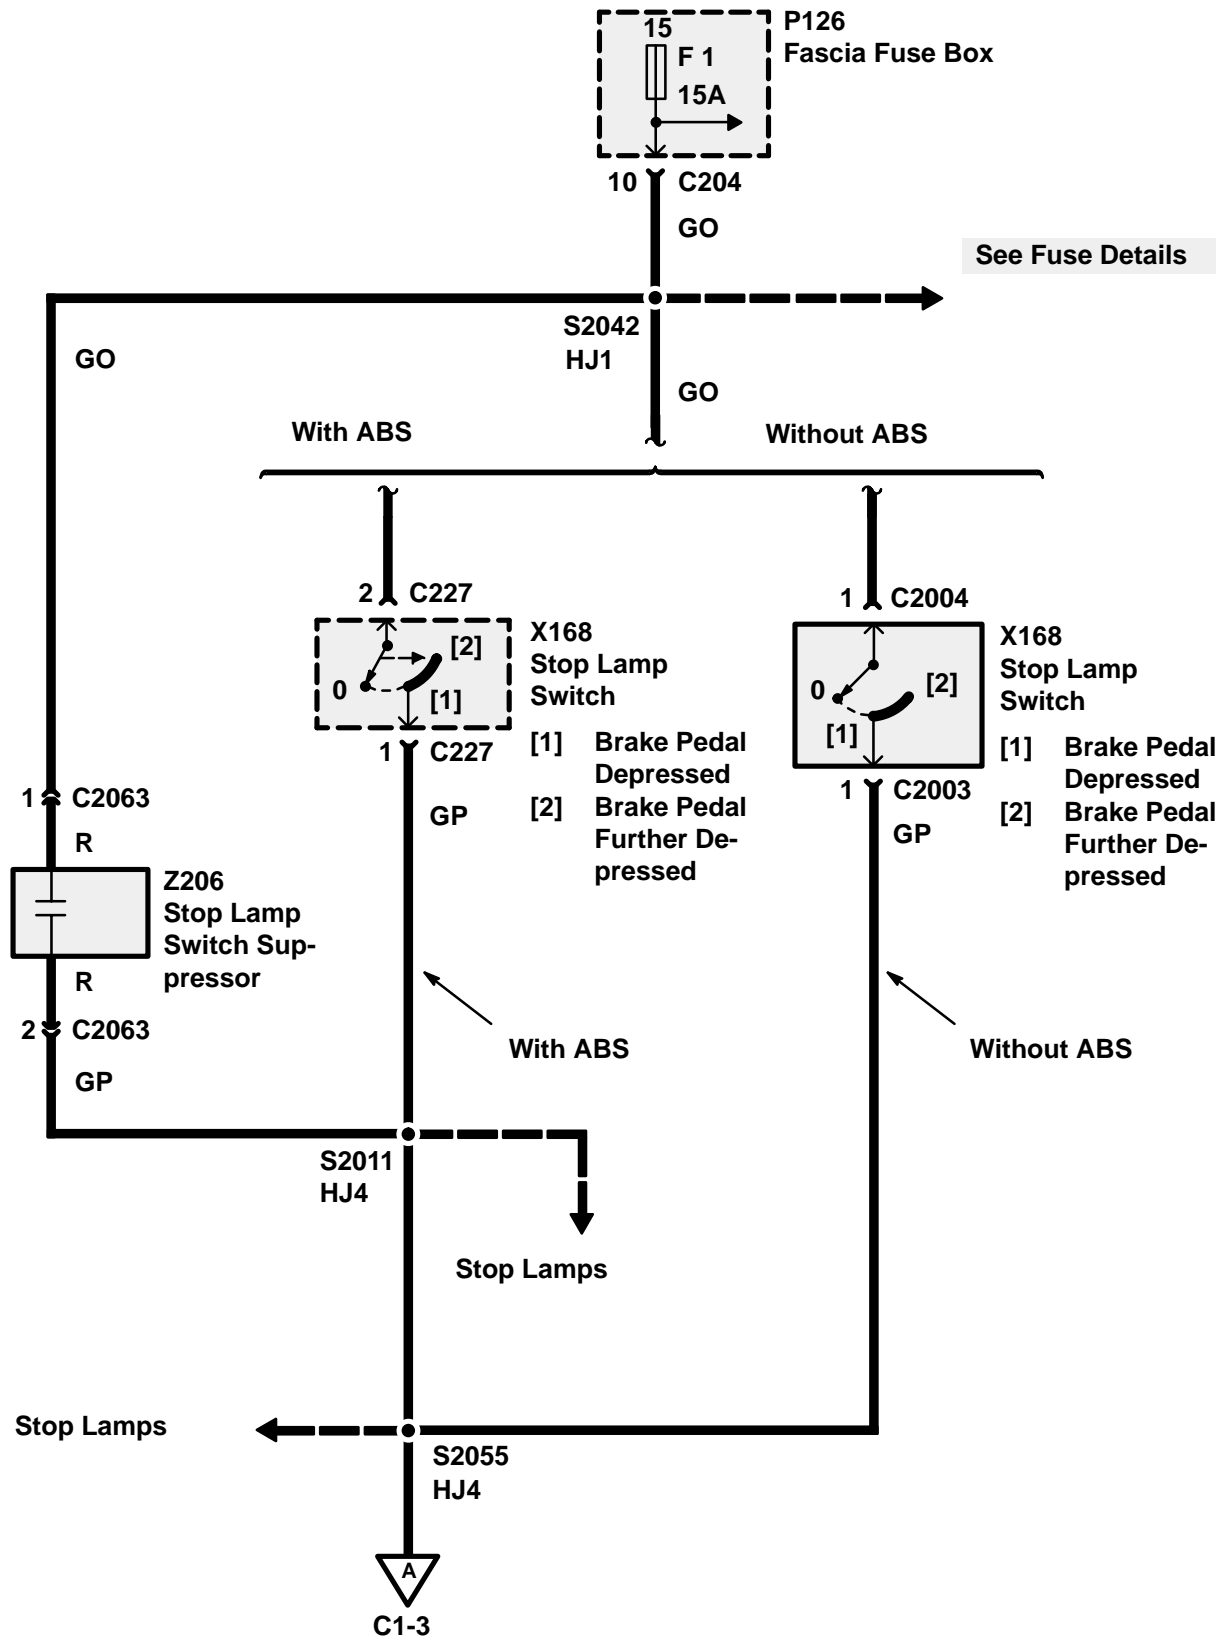 15
F 1
15A
P126
Fascia Fuse Box
10 C204
GO
See Fuse Details
S2042
HJ1
GO
GO
With ABS
Without ABS
2 C227
0
[2]
[1]
X168
Stop Lamp
Switch
1 C227
[1] Brake Pedal
Depressed
[2] Brake Pedal
Further De-
pressed
GP
1 C2004
0
[2]
[1]
X168
Stop Lamp
Switch
1 C2003
[1] Brake Pedal
Depressed
[2] Brake Pedal
Further De-
pressed
GP
1 C2063
R
Z206
Stop Lamp
Switch Sup-
pressor
R
2 C2063
GP
With ABS
Without ABS
S2011
HJ4
Stop Lamps
Stop Lamps
S2055
HJ4
A
C1-3